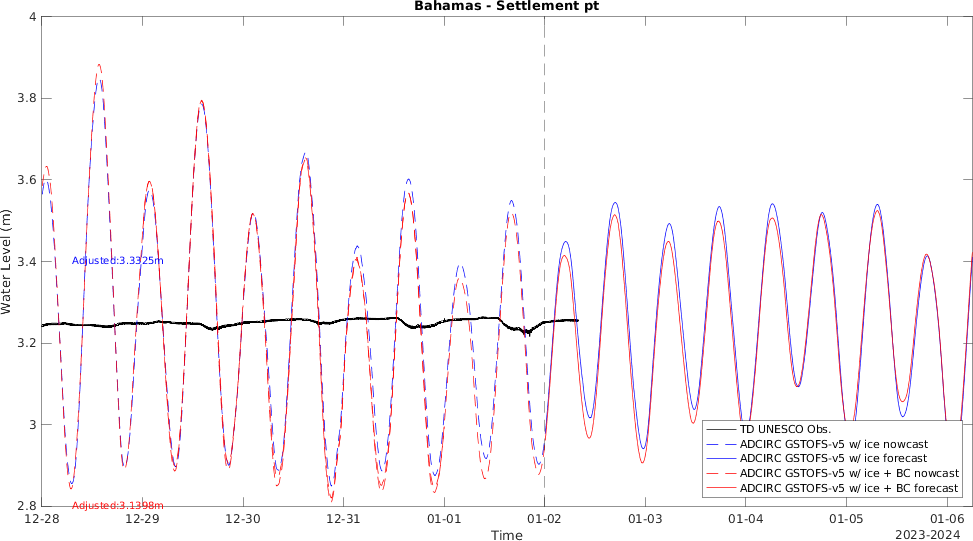 Bahamas - Settlement pt
4
3.8
3.6
3.4
3.2
3
2.8
Water Level (m)
Adjusted:3.3325m
Adjusted:3.1398m
TD UNESCO Obs.
ADCIRC GSTOFS-v5 w/ ice nowcast
ADCIRC GSTOFS-v5 w/ ice forecast
ADCIRC GSTOFS-v5 w/ ice + BC nowcast
ADCIRC GSTOFS-v5 w/ ice + BC forecast
12-28 12-29 12-30 12-31 01-01 01-02 01-03 01-04 01-05 01-06
Time
2023-2024